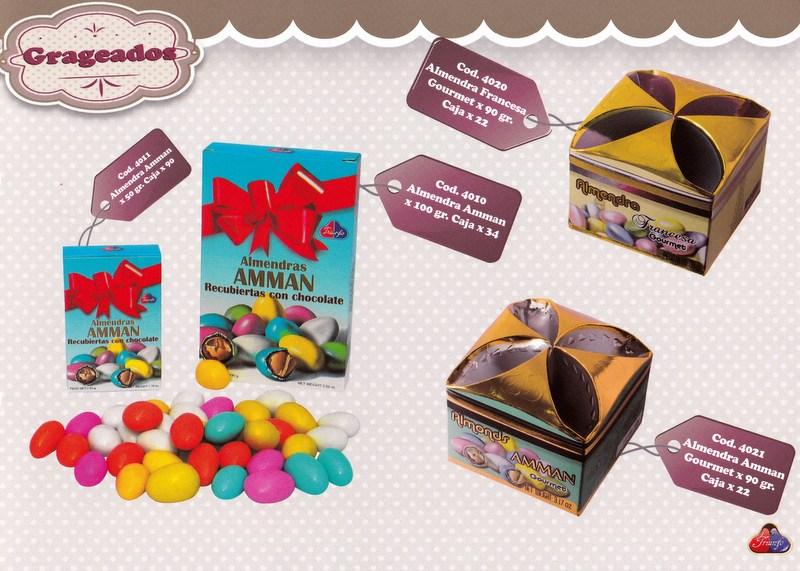 Grageados
Cod. 4011
Almendra Amman
x 50 gr. Caja x 90
Cod. 4010
Almendra Amman
x 100 gr. Caja x 34
Cod. 4020
Almendra Francesa
Gourmet x 90 gr.
Caja x 22
Triunfo
Almendras
AMMAN
Recubiertas con chocolate
Almendras
AMMAN
Recubiertas con chocolate
Almendra
Francesa
Gourmet
Almonds
AMMAN
Gourmet
Cod. 4021
Almendra Amman
Gourmet x 90 gr.
Caja x 22
Triunfo